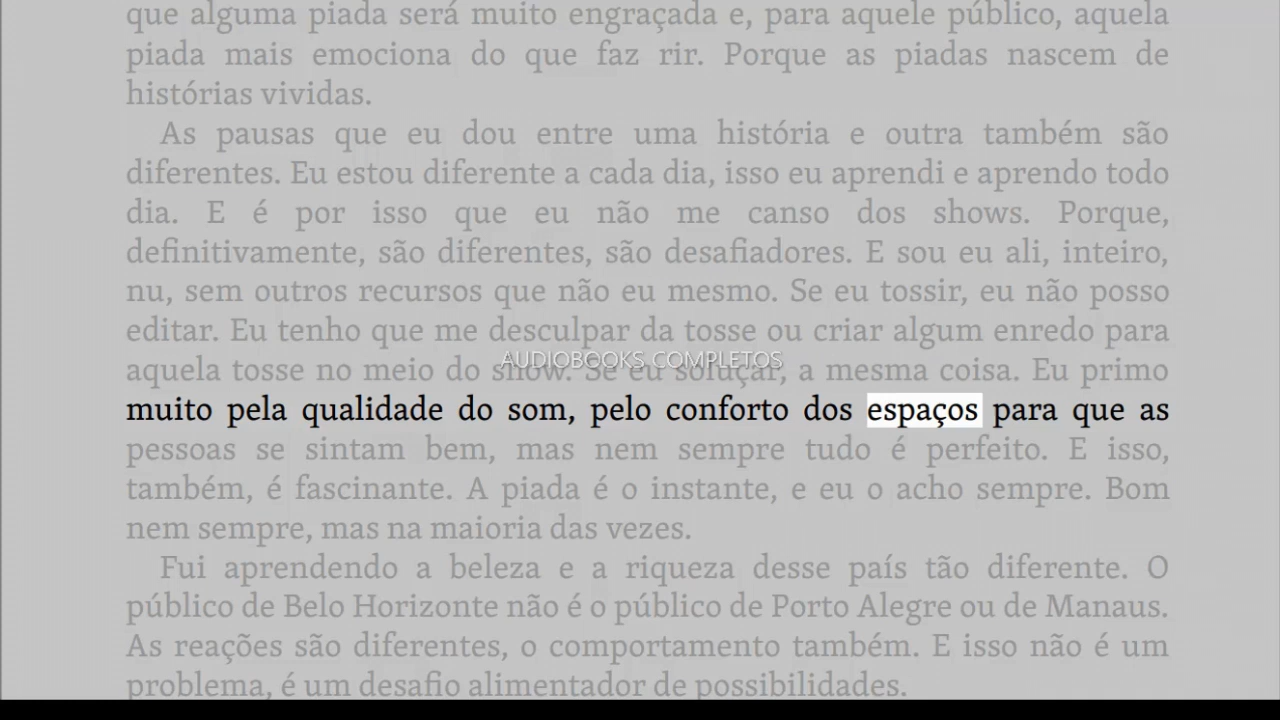 que alguma piada será muito engraçada e, para aquele público, aquela
piada mais emociona do que faz rir. Porque as piadas nascem de
histórias vividas.
As pausas que eu dou entre uma história e outra também são
diferentes. Eu estou diferente a cada dia, isso eu aprendi e aprendo todo
dia. E é por isso que eu não me canso dos shows. Porque,
definitivamente, são diferentes, são desafiadores. E sou eu ali, inteiro,
nu, sem outros recursos que não eu mesmo. Se eu tossir, eu não posso
editar. Eu tenho que me desculpar da tosse ou criar algum enredo para
AUDIOBOOKS COMPLETOS
aquela tosse no meio do show. Se eu soluçar, a mesma coisa. Eu primo
muito pela qualidade do som, pelo conforto dos espaços para que as
pessoas se sintam bem, mas nem sempre tudo é perfeito. E isso,
também, é fascinante. A piada é o instante, e eu o acho sempre. Bom
nem sempre, mas na maioria das vezes.
Fui aprendendo a beleza e a riqueza desse país tão diferente. O
público de Belo Horizonte não é o público de Porto Alegre ou de Manaus.
As reações são diferentes, o comportamento também. E isso não é um
problema, é um desafio alimentador de possibilidades.